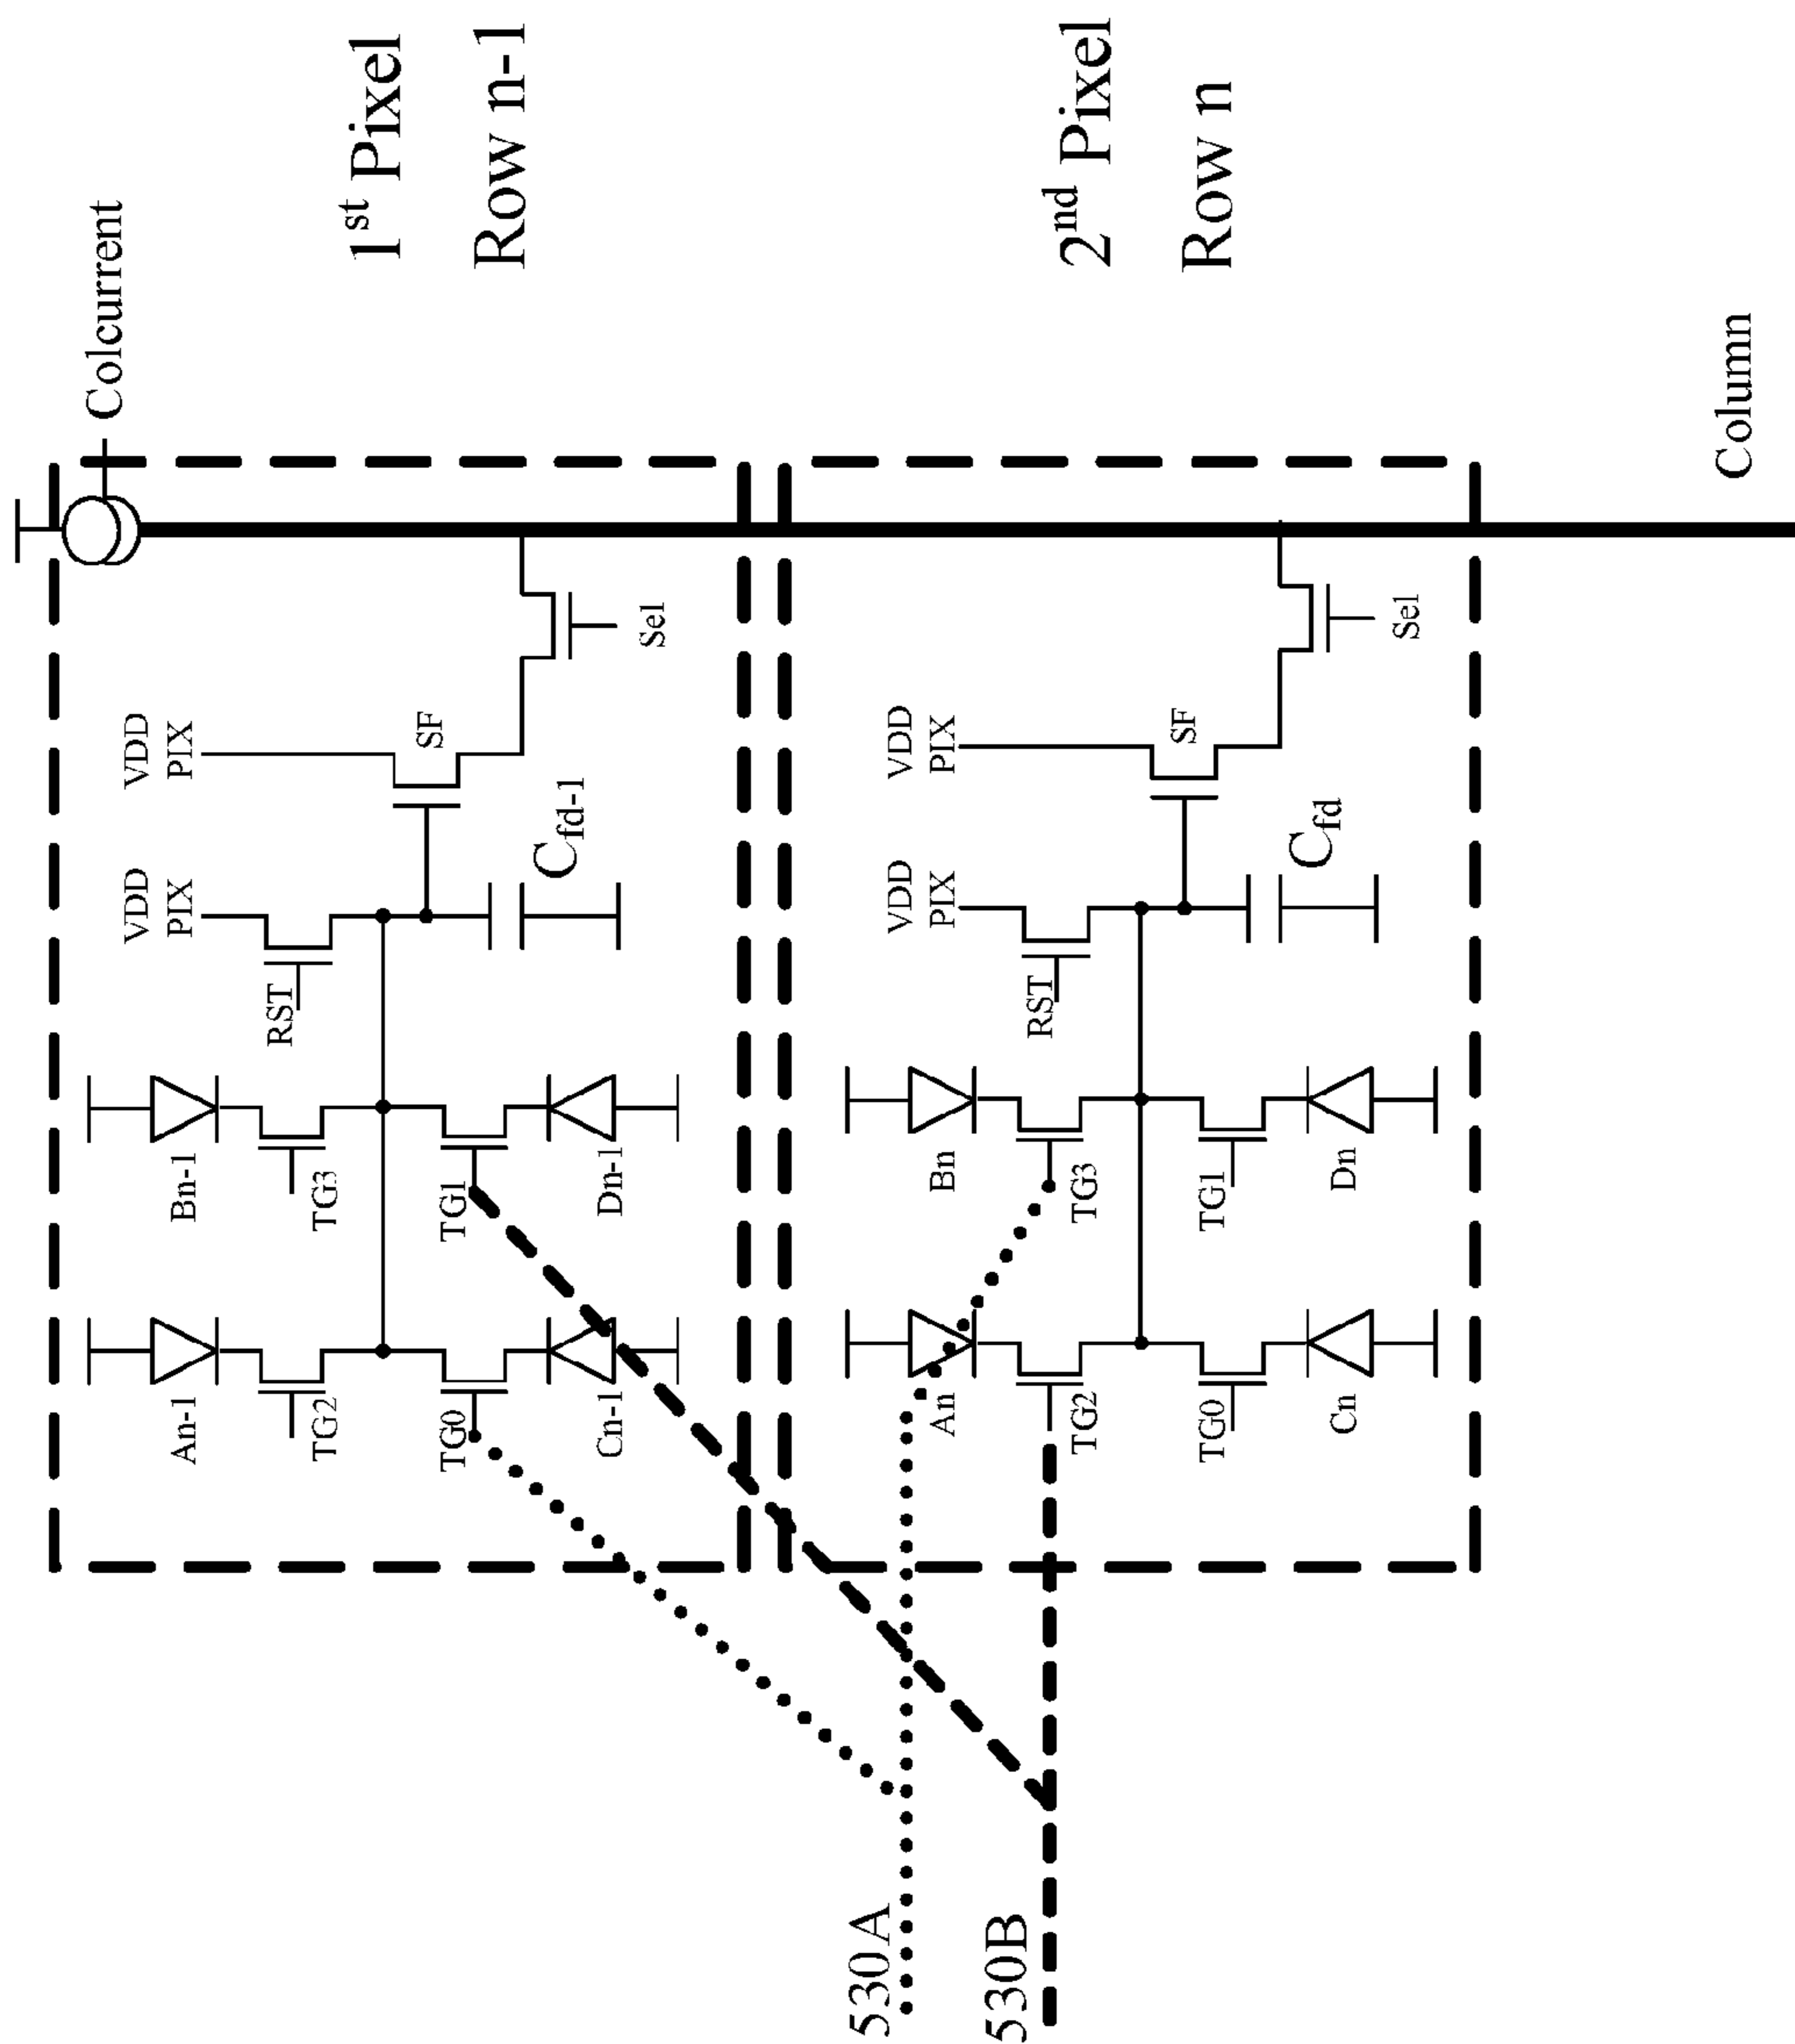 Colcurrent
1st Pixel
Row n-1
VDD
PIX
VDD
PIX
An-1
Bn-1
RST
SF
TG2
TG3
TG0
TG1
Cfd-1
Cn-1
Dn-1
Sel
2nd Pixel
Row n
VDD
PIX
VDD
PIX
530A
An
Bn
RST
SF
530B
TG2
TG3
TG0
TG1
Cfd
Cn
Dn
Sel
Column